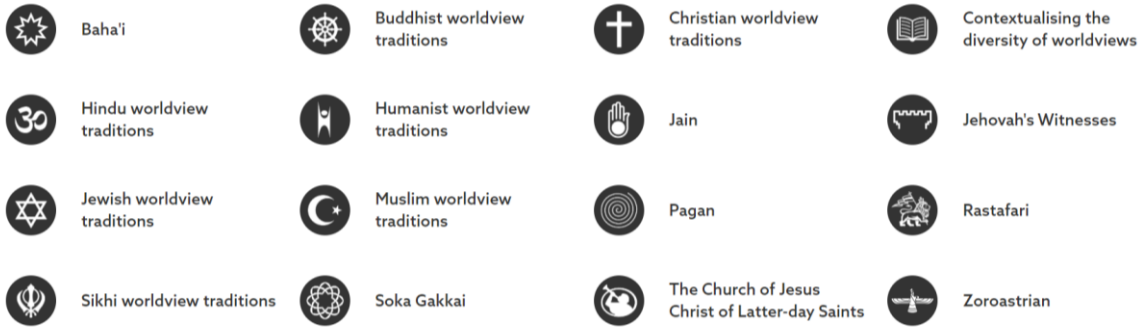 Baha'i
Buddhist worldview
traditions
Christian worldview
traditions
Contextualising the
diversity of worldviews
Hindu worldview
traditions
Humanist worldview
traditions
Jain
Jehovah's Witnesses
Jewish worldview
traditions
Muslim worldview
traditions
Pagan
Rastafari
Sikhi worldview traditions
Soka Gakkai
The Church of Jesus
Christ of Latter-day Saints
Zoroastrian